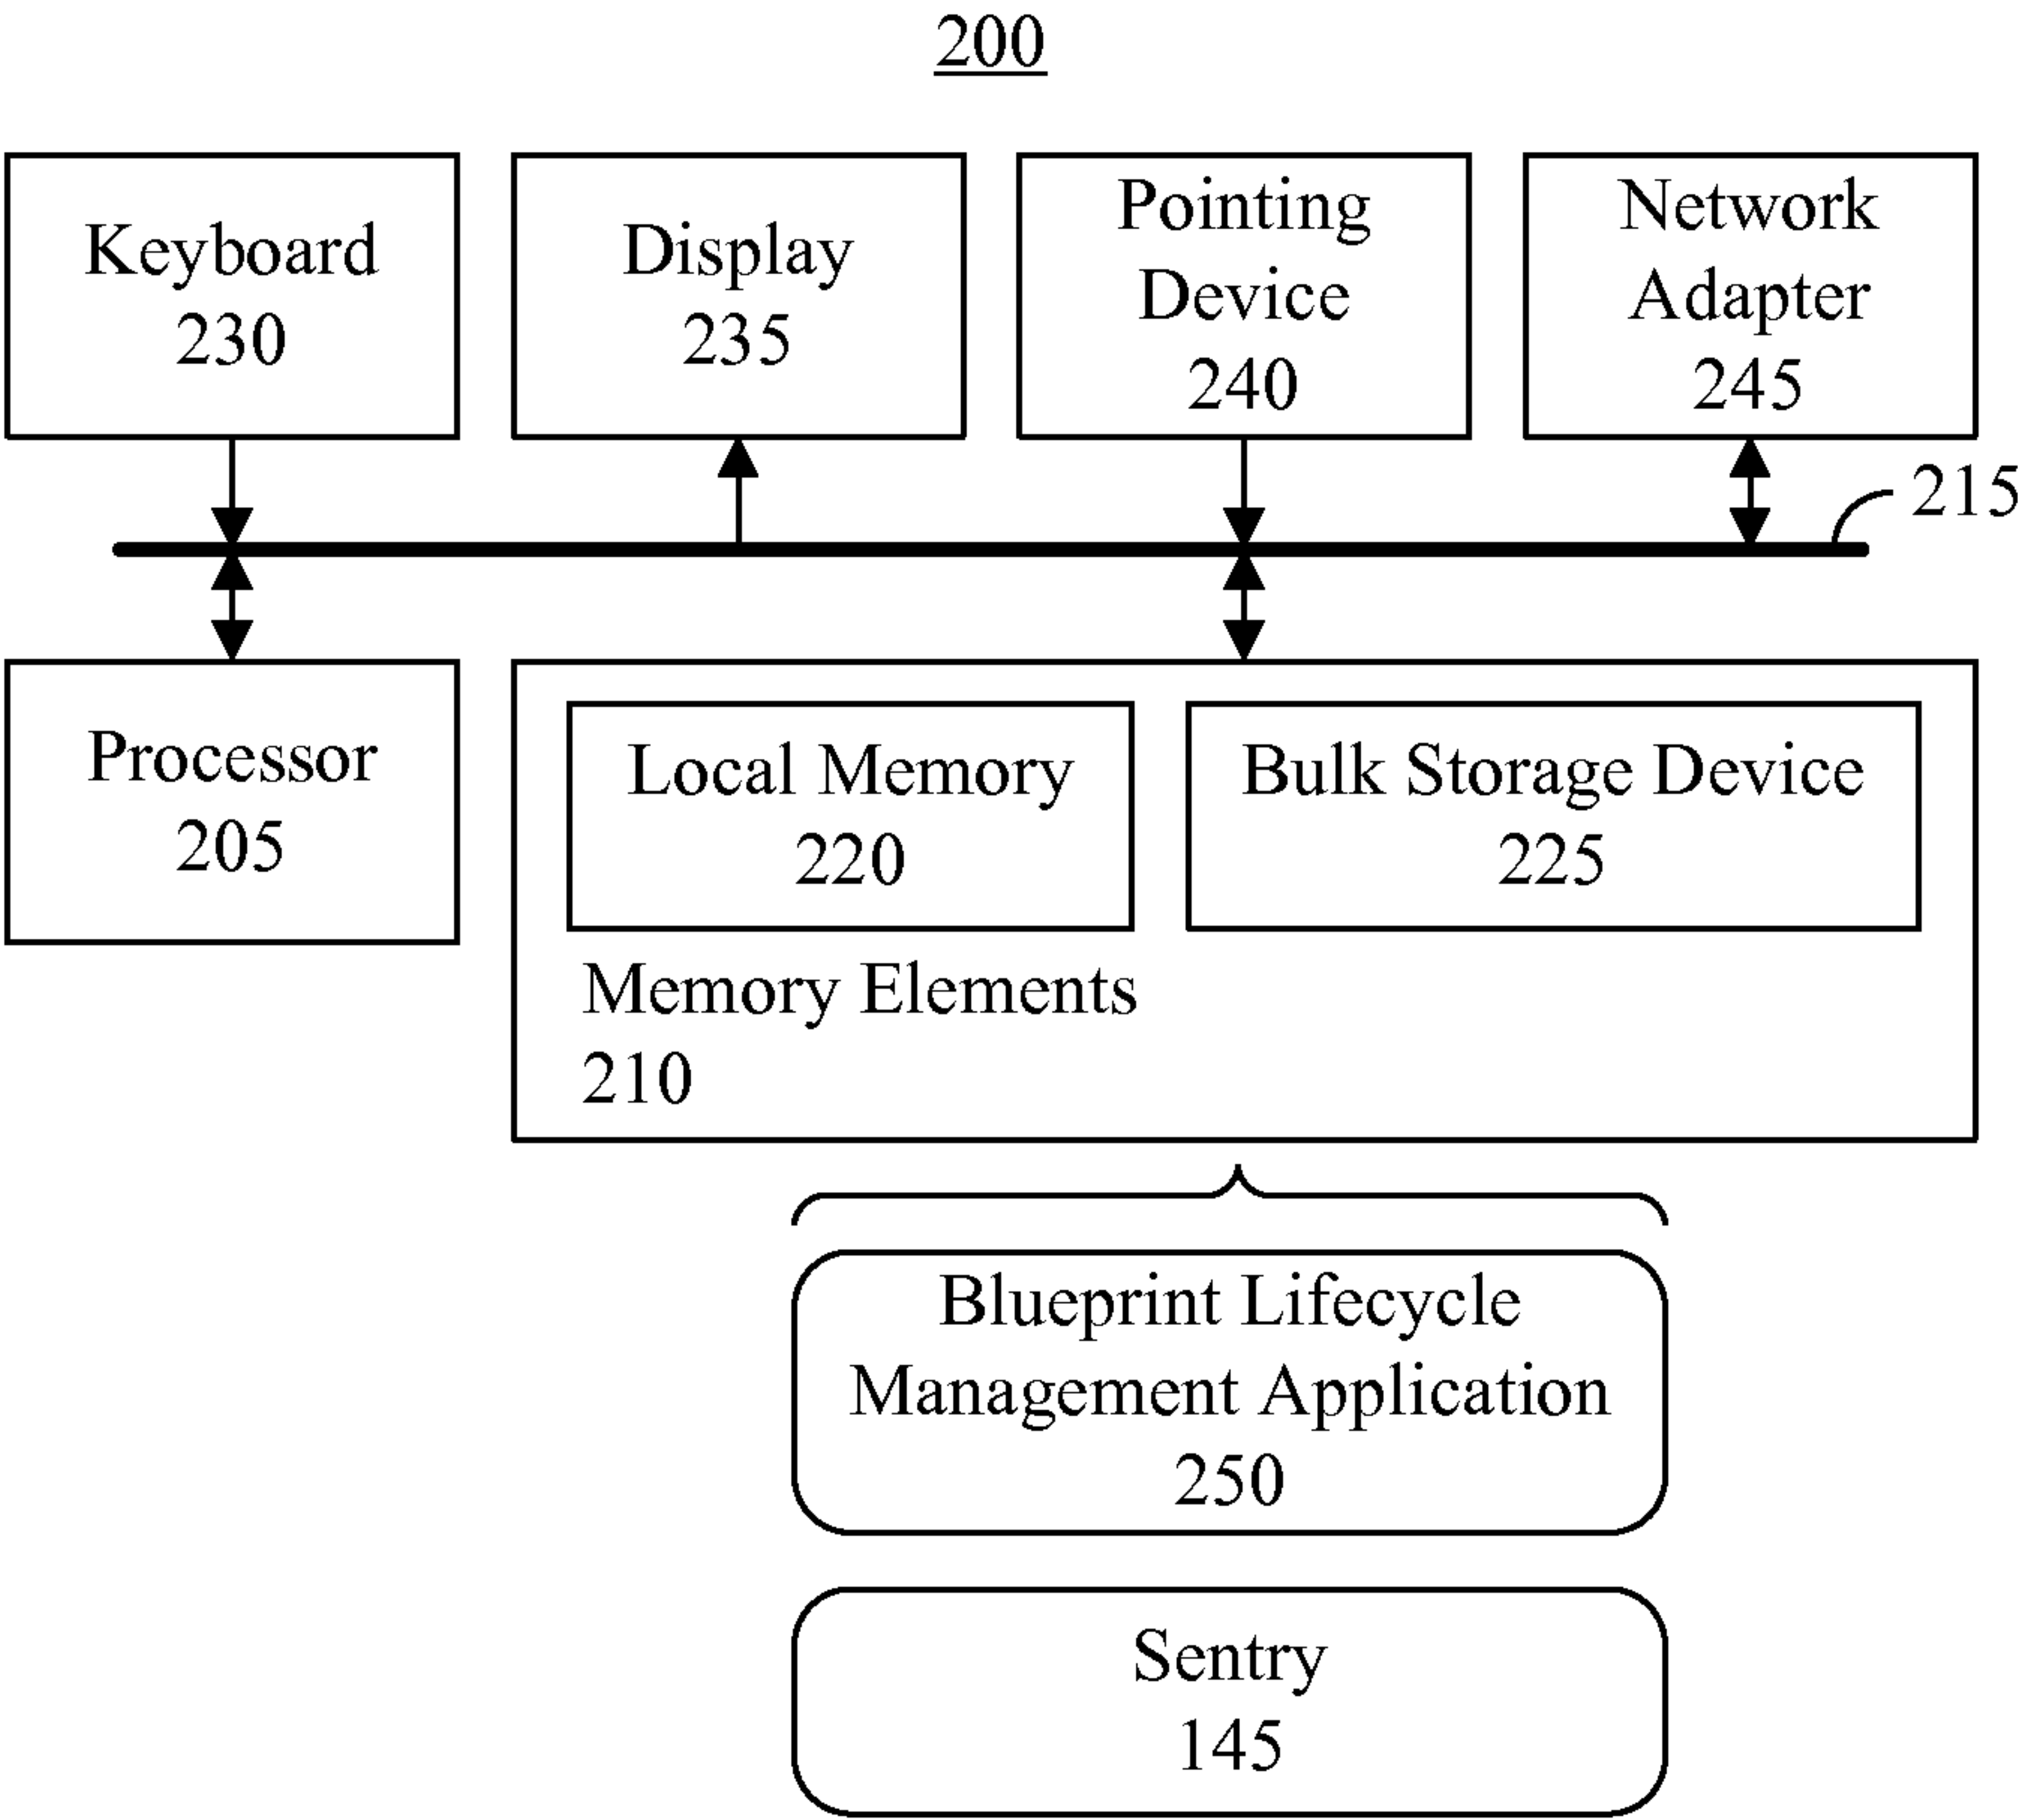 200
Keyboard
230
Display
235
Pointing
Device
240
Network
Adapter
245
215
Processor
205
Local Memory
220
Bulk Storage Device
225
Memory Elements
210
Blueprint Lifecycle
Management Application
250
Sentry
145